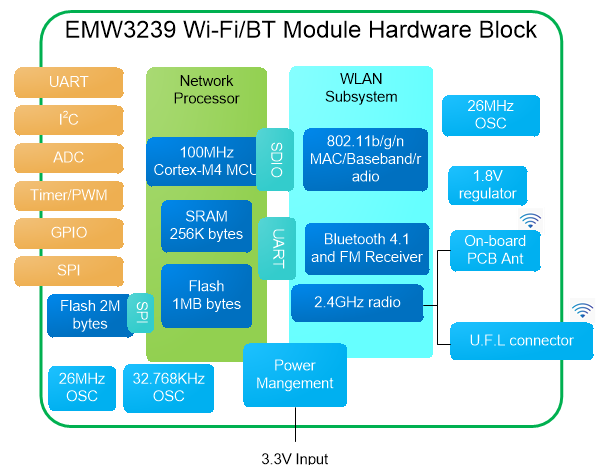 EMW3239 Wi-Fi/BT Module Hardware Block
UART
I²C
ADC
Timer/PWM
GPIO
SPI
Flash 2M
bytes
SPI
Network
Processor
100MHz
Cortex-M4 MCU
SRAM
256K bytes
Flash
1MB bytes
SDIO
UART
WLAN
Subsystem
802.11b/g/n
MAC/Baseband/r
adio
Bluetooth 4.1
and FM Receiver
2.4GHz radio
26MHz
OSC
1.8V
regulator
On-board
PCB Ant
U.F.L connector
26MHz
OSC
32.768KHz
OSC
Power
Mangement
3.3V Input